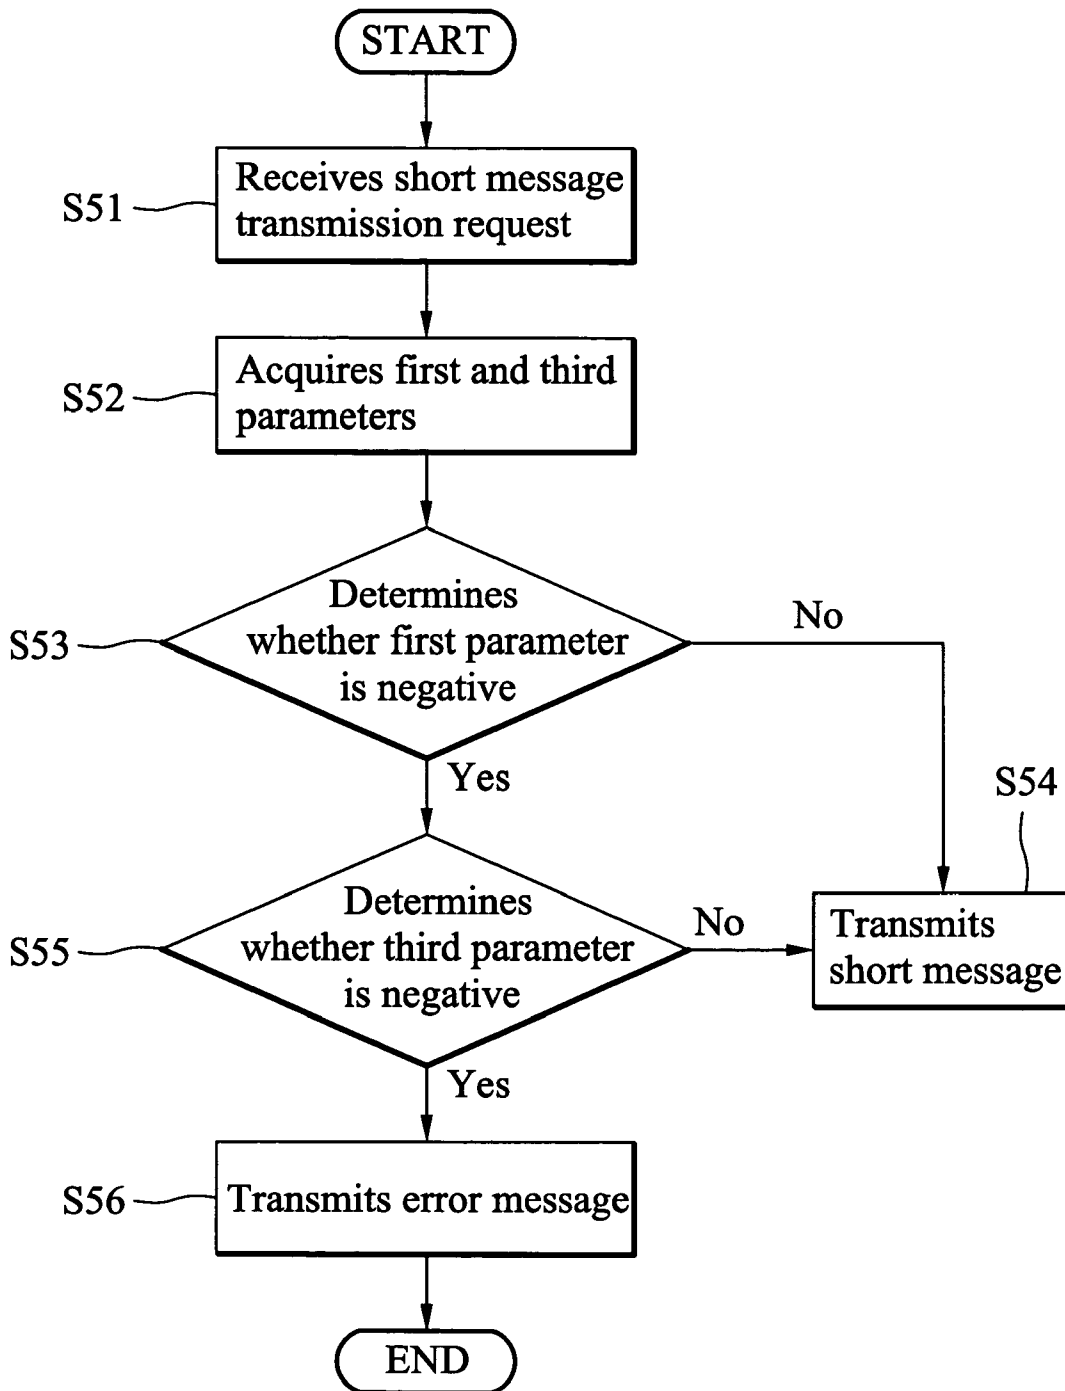 START
S51
Receives short message
transmission request
S52
Acquires first and third
parameters
S53
Determines
whether first parameter
is negative
No
Yes
S54
Transmits
short message
S55
Determines
whether third parameter
is negative
No
Yes
S56
Transmits error message
END